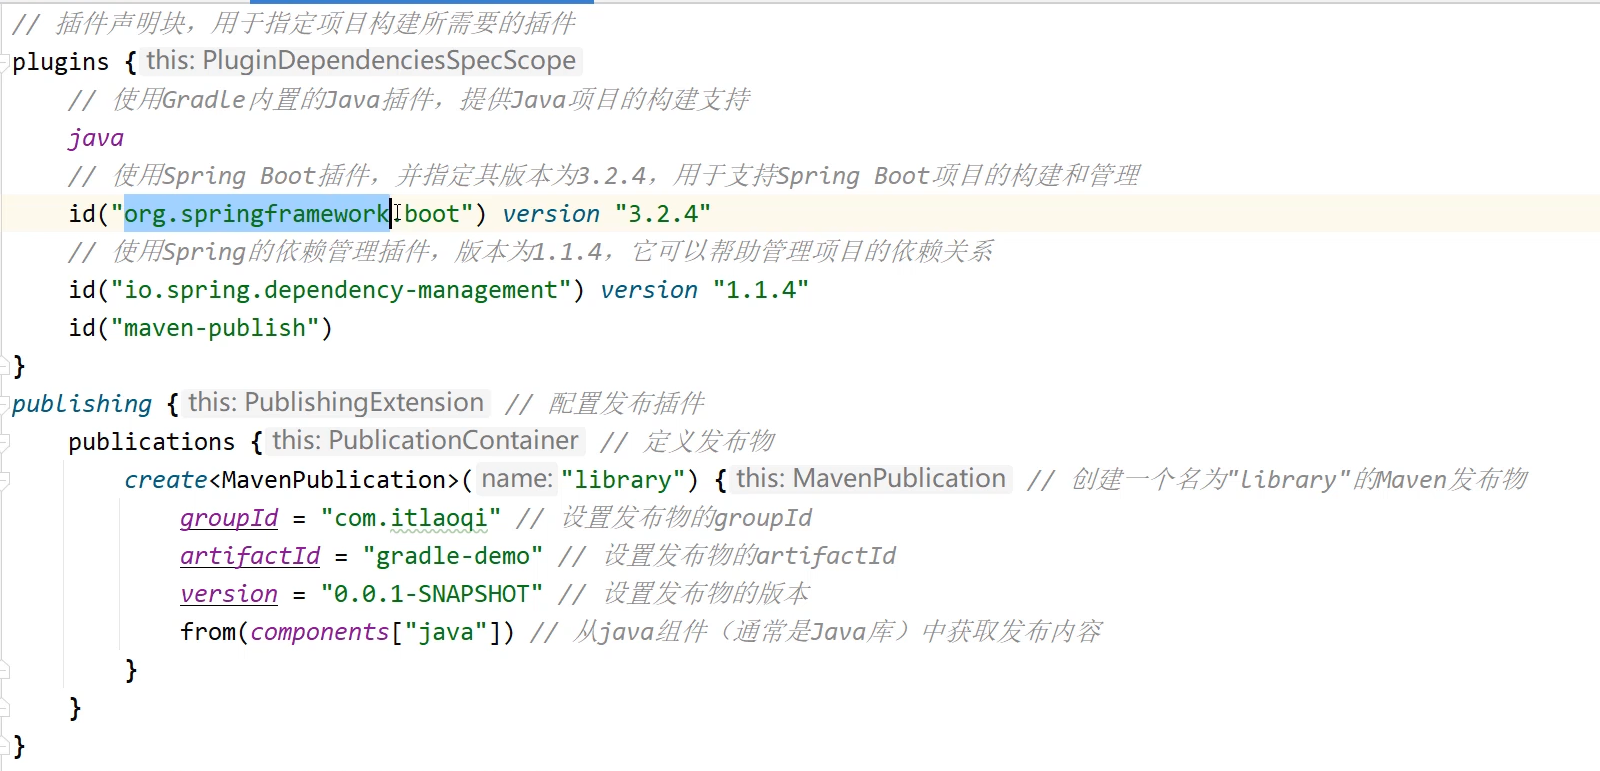 // 插件声明块，用于指定项目构建所需要的插件
plugins { this: PluginDependenciesSpecScope
// 使用Gradle内置的Java插件，提供Java项目的构建支持
java
// 使用Spring Boot插件，并指定其版本为3.2.4，用于支持Spring Boot项目的构建和管理
id("org.springframework.boot") version "3.2.4"
// 使用Spring的依赖管理插件，版本为1.1.4，它可以帮助管理项目的依赖关系
id("io.spring.dependency-management") version "1.1.4"
id("maven-publish")
}
publishing { this: PublishingExtension // 配置发布插件
publications { this: PublicationContainer // 定义发布物
create<MavenPublication>( name: "library") { this: MavenPublication // 创建一个名为"library"的Maven发布物
groupId = "com.itlaoqi" // 设置发布物的groupId
artifactId = "gradle-demo" // 设置发布物的artifactId
version = "0.0.1-SNAPSHOT" // 设置发布物的版本
from(components["java"]) // 从java组件（通常是Java库）中获取发布内容
}
}
}